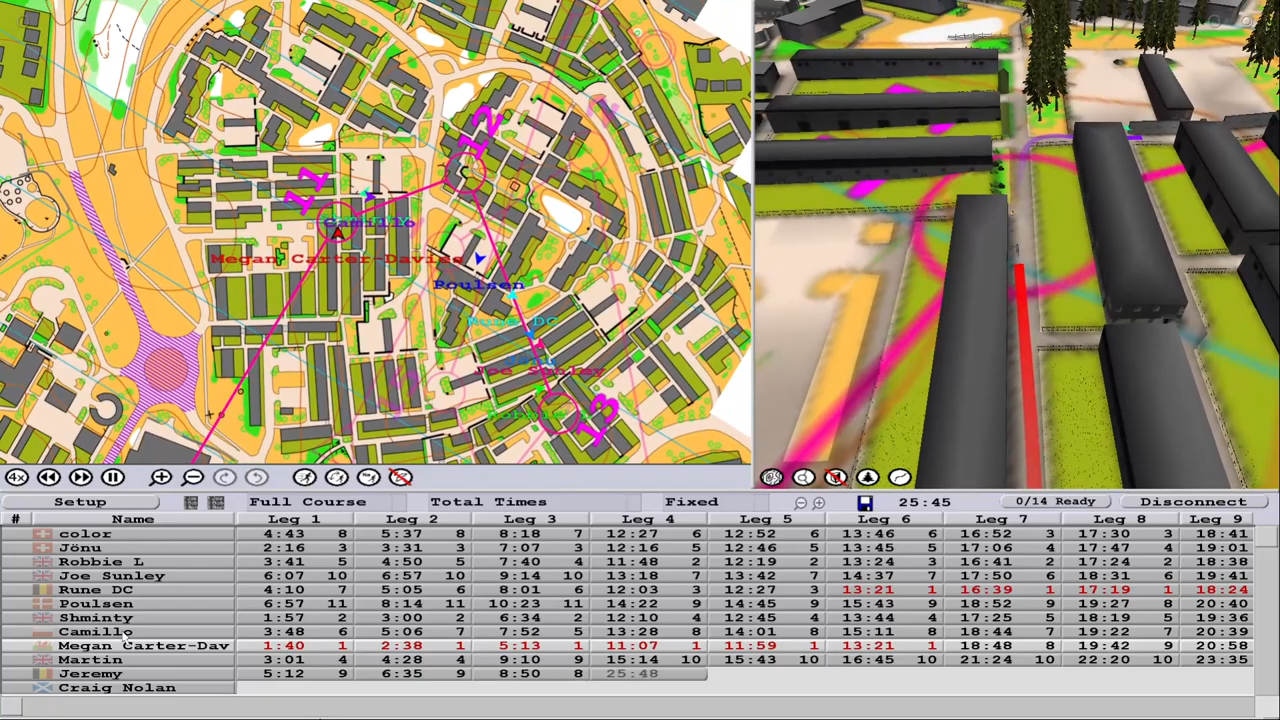 12
11
Camillo
Megan Carter-Davies
Poulsen
Rune DC
Joe Sunley
13
4x
Setup Full Course Total Times Fixed 25:45 0/14 Ready Disconnect
# Name Leg 1 Leg 2 Leg 3 Leg 4 Leg 5 Leg 6 Leg 7 Leg 8 Leg 9
color 4:43 8 5:37 8 8:18 7 12:27 6 12:52 6 13:46 6 16:52 3 17:30 3 18:41
Jönu 2:16 3 3:31 3 7:07 3 12:16 5 12:46 5 13:45 5 17:06 4 17:47 4 19:01
Robbie L 3:41 5 4:50 5 7:40 4 11:48 2 12:19 2 13:24 3 16:41 2 17:24 2 18:38
Joe Sunley 6:07 10 6:57 10 9:14 10 13:18 7 13:42 7 14:37 7 17:50 6 18:31 6 19:41
Rune DC 4:10 7 5:05 6 8:01 6 12:03 3 12:27 3 13:21 1 16:39 1 17:19 1 18:24
Poulsen 6:57 11 8:14 11 10:23 11 14:22 9 14:45 9 15:43 9 18:52 9 19:27 8 20:40
Shminty 1:57 2 3:00 2 6:34 2 12:10 4 12:45 4 13:44 4 17:25 5 18:19 5 19:36
Camillo 3:48 6 5:06 7 7:52 5 13:28 8 14:01 8 15:11 8 18:44 7 19:22 7 20:39
Megan Carter-Dav 1:40 1 2:38 1 5:13 1 11:07 1 11:59 1 13:21 1 18:48 8 19:42 9 20:58
Martin 3:01 4 4:28 4 9:10 9 15:14 10 15:43 10 16:45 10 21:24 10 22:20 10 23:35
Jeremy 5:12 9 6:35 9 8:50 8 25:48
Craig Nolan